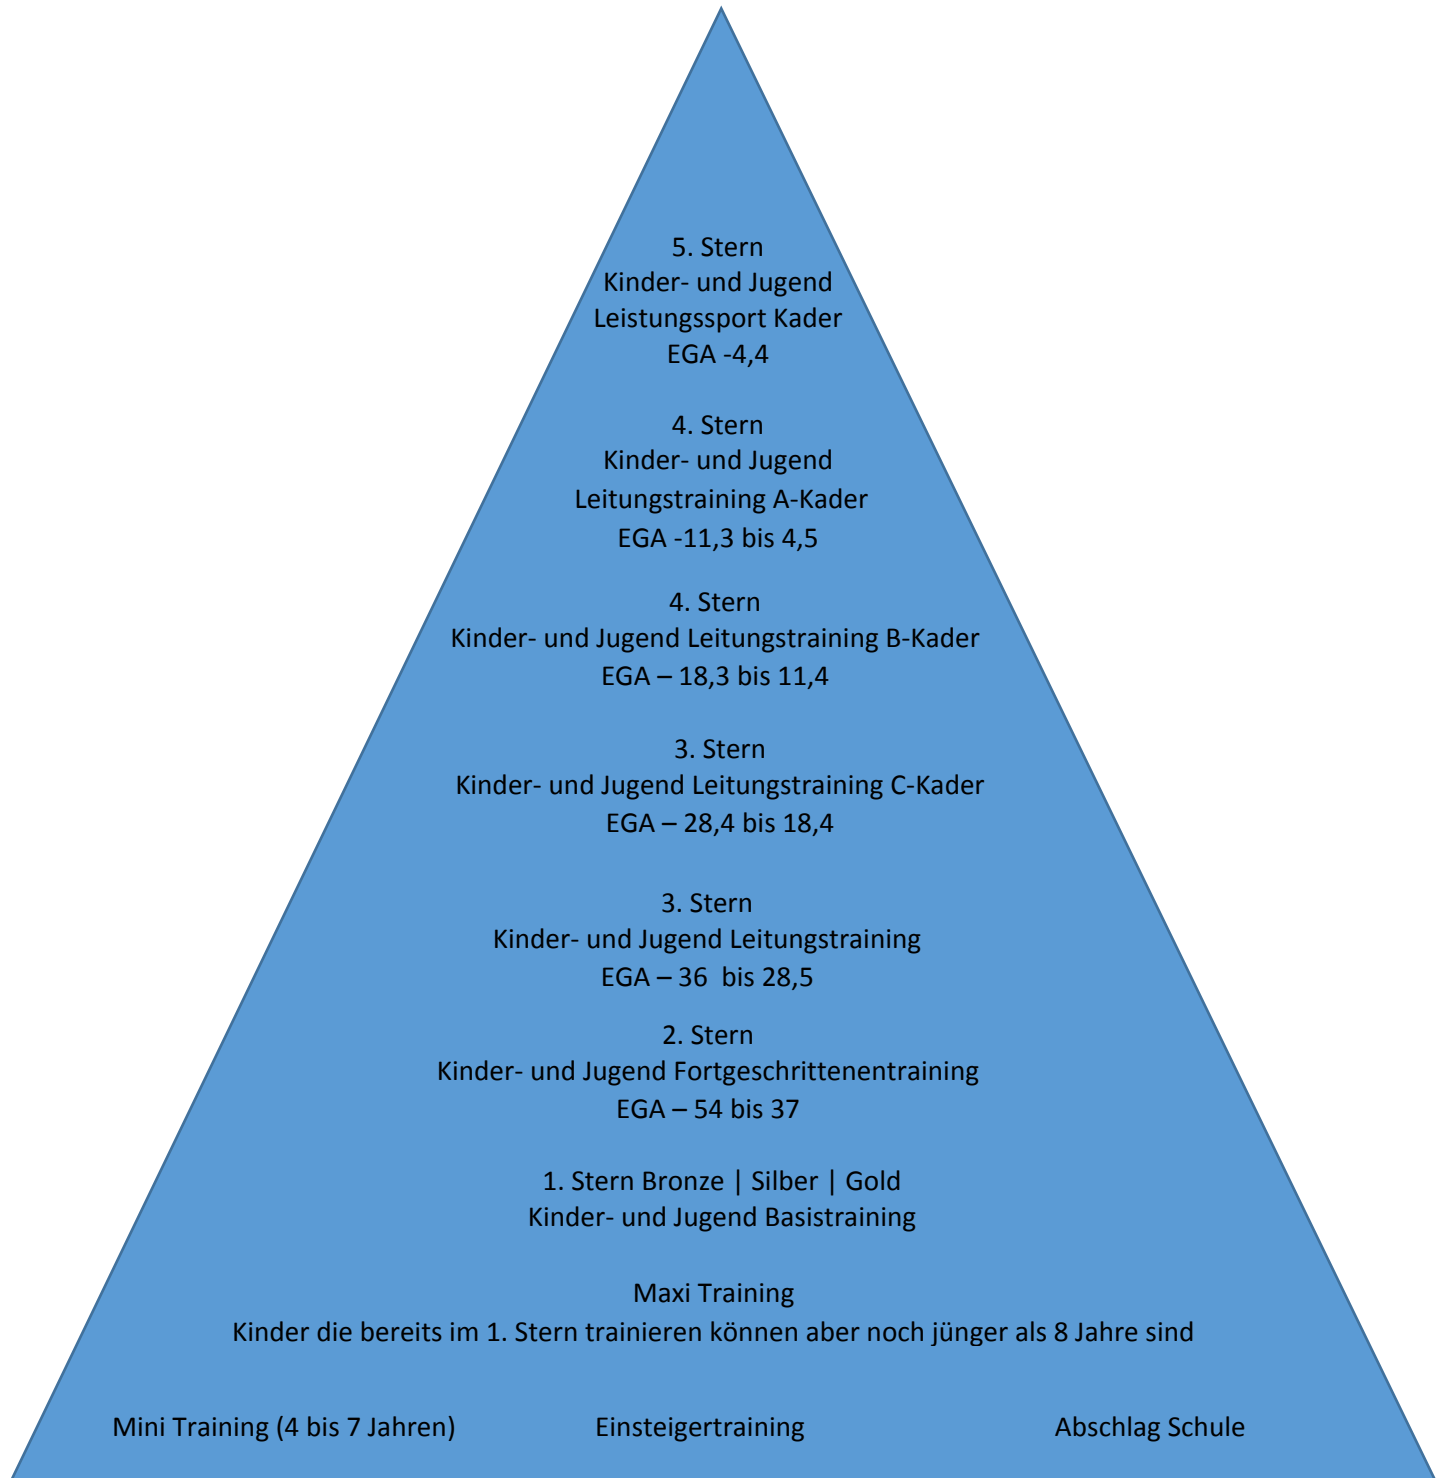 5. Stern
Kinder- und Jugend
Leistungssport Kader
EGA -4,4
4. Stern
Kinder- und Jugend
Leitungstraining A-Kader
EGA -11,3 bis 4,5
4. Stern
Kinder- und Jugend Leitungstraining B-Kader
EGA – 18,3 bis 11,4
3. Stern
Kinder- und Jugend Leitungstraining C-Kader
EGA – 28,4 bis 18,4
3. Stern
Kinder- und Jugend Leitungstraining
EGA – 36 bis 28,5
2. Stern
Kinder- und Jugend Fortgeschrittenentraining
EGA – 54 bis 37
1. Stern Bronze | Silber | Gold
Kinder- und Jugend Basistraining
Maxi Training
Kinder die bereits im 1. Stern trainieren können aber noch jünger als 8 Jahre sind
Mini Training (4 bis 7 Jahren) Einsteigertraining Abschlag Schule